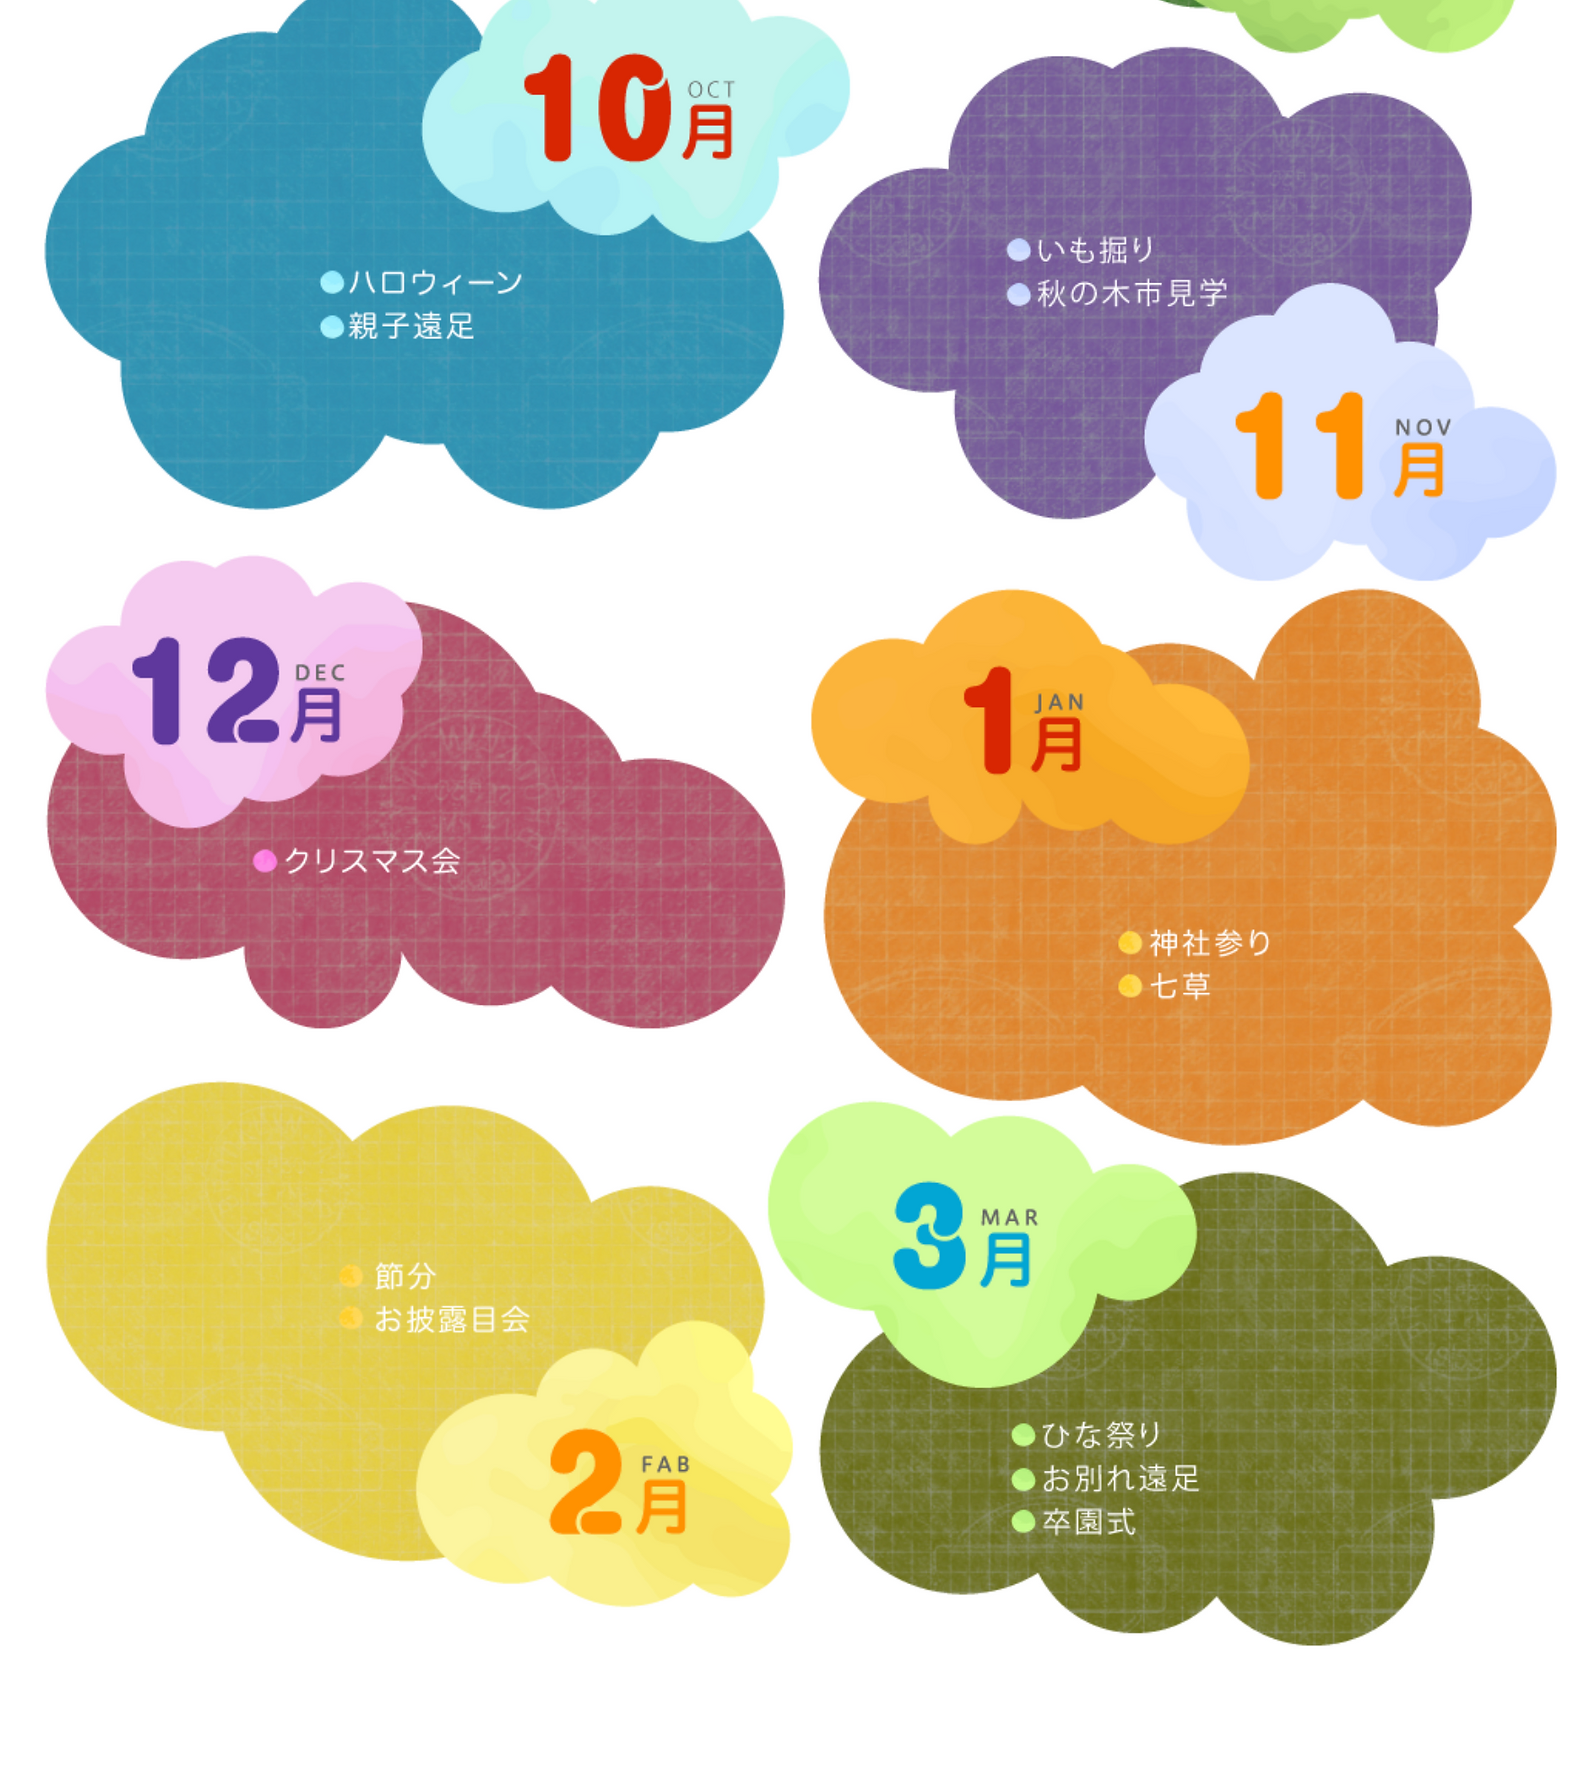 10月 OCT
ハロウィーン
親子遠足
11月 NOV
いも掘り
秋の木市見学
12月 DEC
クリスマス会
1月 JAN
神社参り
七草
2月 FAB
節分
お披露目会
3月 MAR
ひな祭り
お別れ遠足
卒園式